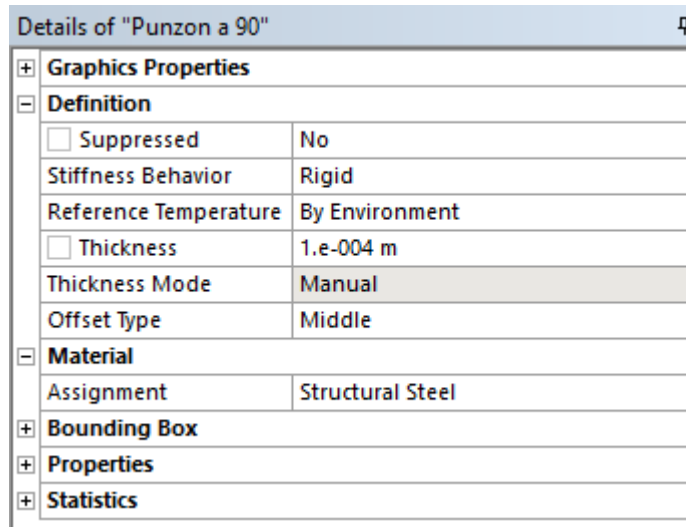 Details of "Punzon a 90"
Graphics Properties
Definition
Suppressed No
Stiffness Behavior Rigid
Reference Temperature By Environment
Thickness 1.e-004 m
Thickness Mode Manual
Offset Type Middle
Material
Assignment Structural Steel
Bounding Box
Properties
Statistics